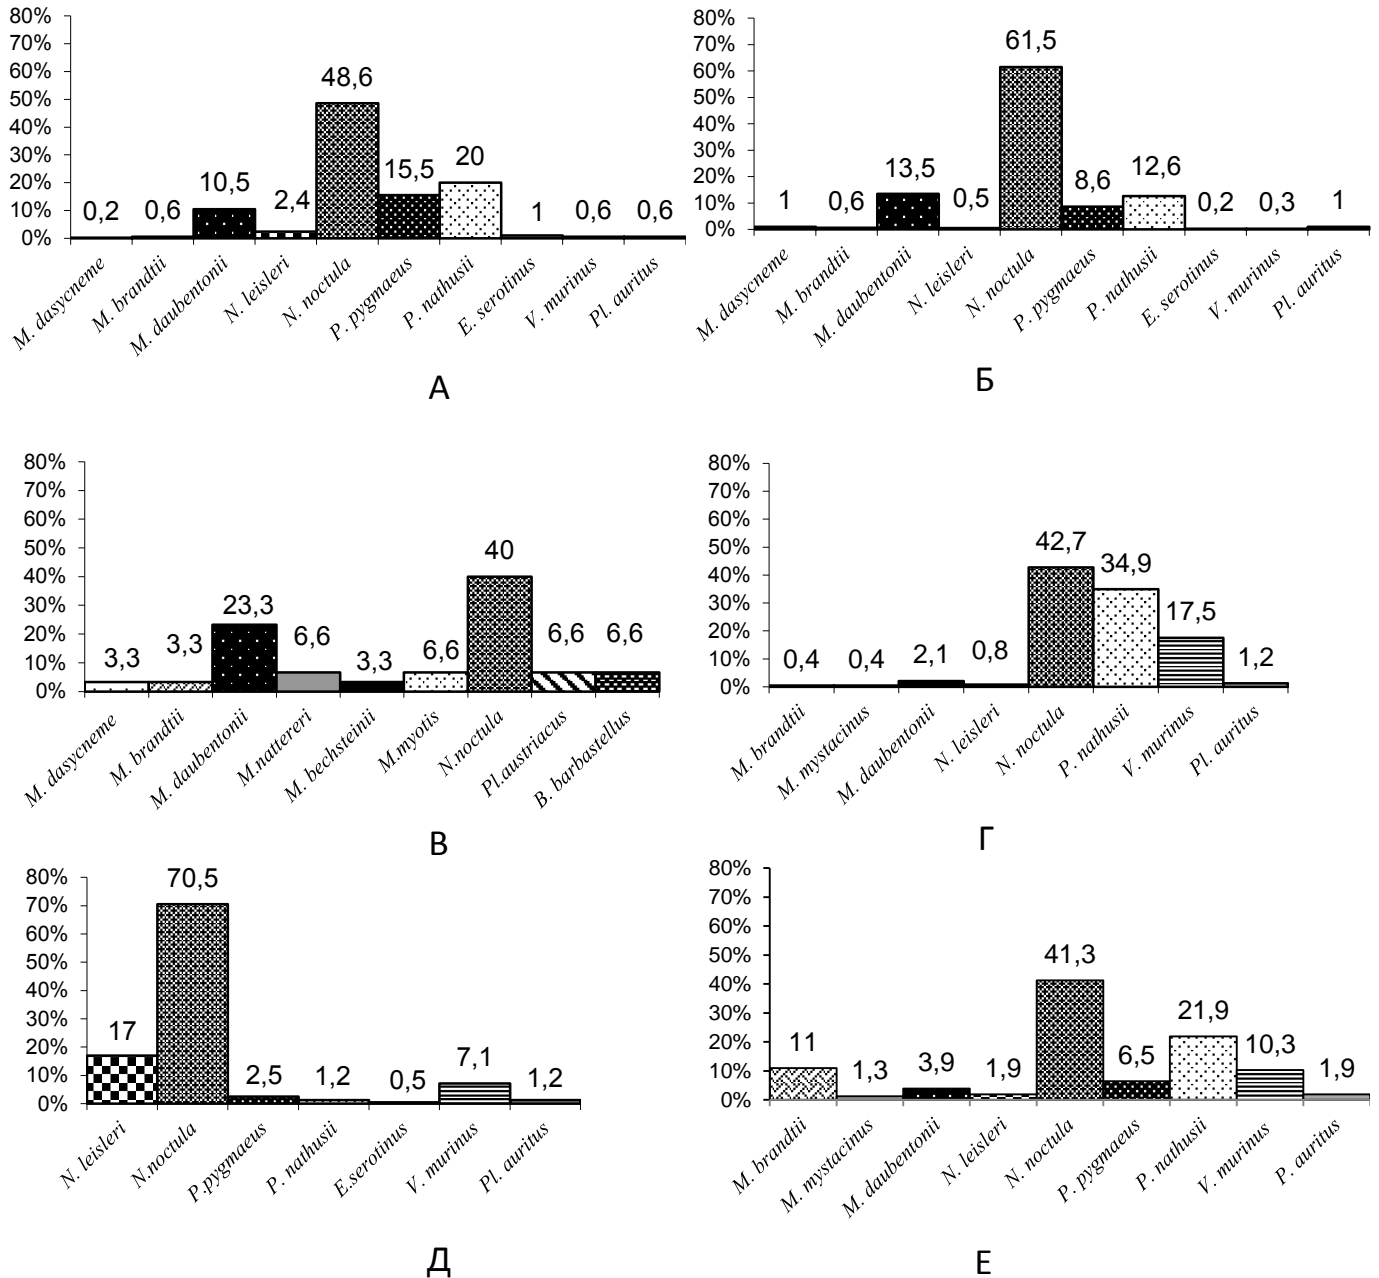 80%
70%
60%
50%
40%
30%
20%
10%
0%
0,2
0,6
10,5
2,4
48,6
15,5
20
1
0,6
0,6
M. dasycneme
M. brandtii
M. daubentonii
N. leisleri
N. noctula
P. pygmaeus
P. nathusii
E. serotinus
V. murinus
Pl. auritus
А
80%
70%
60%
50%
40%
30%
20%
10%
0%
1
0,6
13,5
0,5
61,5
8,6
12,6
0,2
0,3
1
M. dasycneme
M. brandtii
M. daubentonii
N. leisleri
N. noctula
P. pygmaeus
P. nathusii
E. serotinus
V. murinus
Pl. auritus
Б
80%
70%
60%
50%
40%
30%
20%
10%
0%
3,3
3,3
23,3
6,6
3,3
6,6
40
6,6
6,6
M. dasycneme
M. brandtii
M. daubentonii
M.nattereri
M. bechsteinii
M.myotis
N.noctula
Pl.austriacus
B. barbastellus
В
80%
70%
60%
50%
40%
30%
20%
10%
0%
0,4
0,4
2,1
0,8
42,7
34,9
17,5
1,2
M. brandtii
M. mystacinus
M. daubentonii
N. leisleri
N. noctula
P. nathusii
V. murinus
Pl. auritus
Г
80%
70%
60%
50%
40%
30%
20%
10%
0%
17
70,5
2,5
1,2
0,5
7,1
1,2
N. leisleri
N.noctula
P.pygmaeus
P. nathusii
E.serotinus
V. murinus
Pl. auritus
Д
80%
70%
60%
50%
40%
30%
20%
10%
0%
11
1,3
3,9
1,9
41,3
6,5
21,9
10,3
1,9
M. brandtii
M. mystacinus
M. daubentonii
N. leisleri
N. noctula
P. pygmaeus
P. nathusii
V. murinus
P. auritus
Е